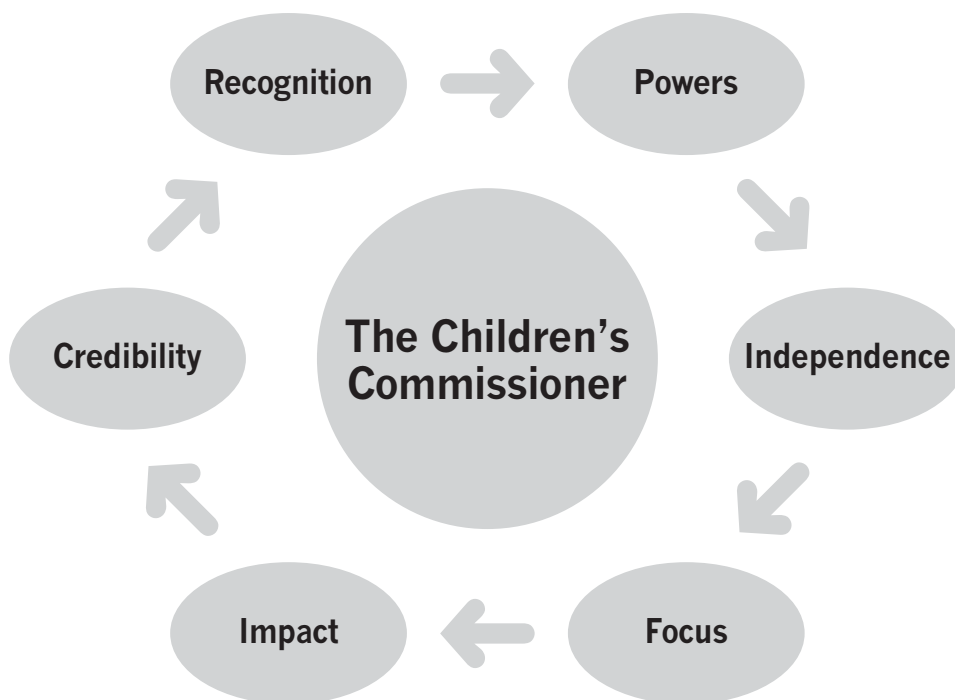 Recognition
Powers
The Children’s
Commissioner
Credibility
Independence
Impact
Focus